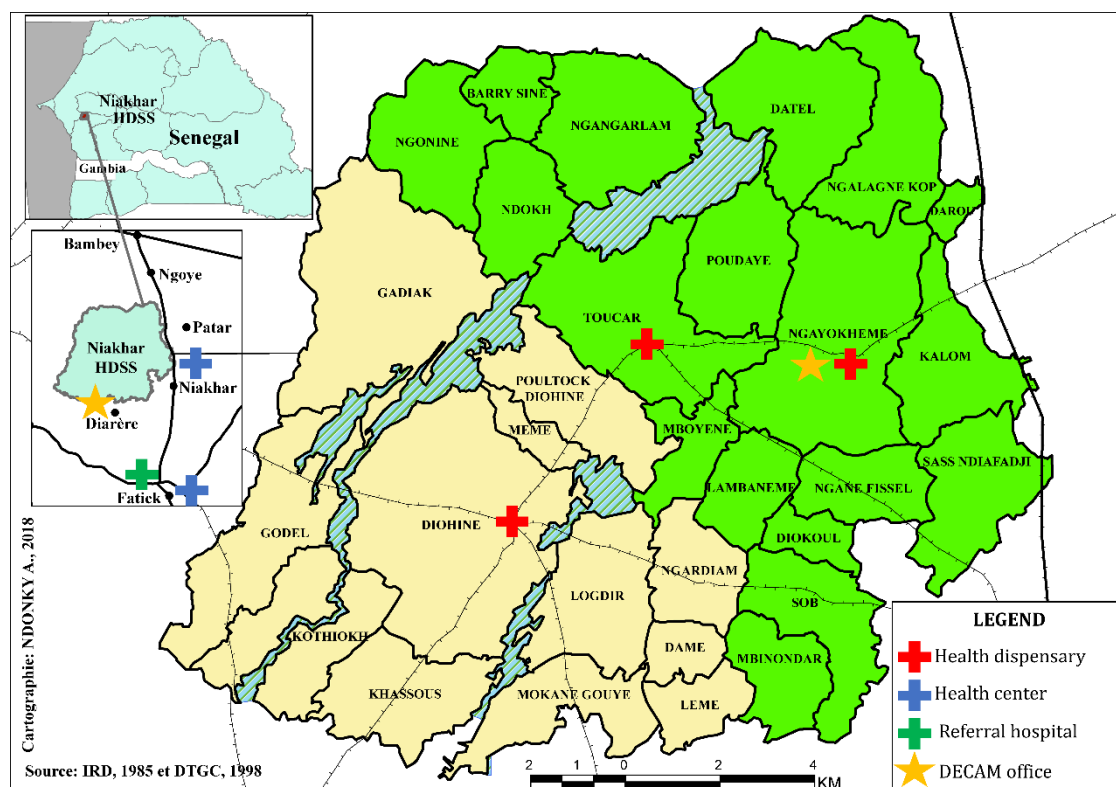 Niakhar
HDSS
Senegal
Gambia
Bambey
Ngoye
Patar
Niakhar
HDSS
Niakhar
Diarère
Fatick
BARRY SINE
NGANGARLAM
DATEL
NGONINE
NGALAGNE KOP
NDOKH
DAROU
POUDAYE
GADIAK
TOUCAR
NGAYOKHEME
KALOM
POULTOCK
DIOHINE
MEME
MBOYENE
SASS NDIAFADJI
LAMBANEME
NGANE FISSEL
DIOHINE
GODEL
DIOKOUL
NGARDIAM
LOGDIR
SOB
KOTHIOKH
DAME
MBINONDAR
KHASSOUS
MOKANE GOUYE
LEME
LEGEND
Health dispensary
Health center
Referral hospital
DECAM office
Cartographe: NDONKY A., 2018
Source: IRD, 1985 et DTGC, 1998
2 1 0 2 4
KM